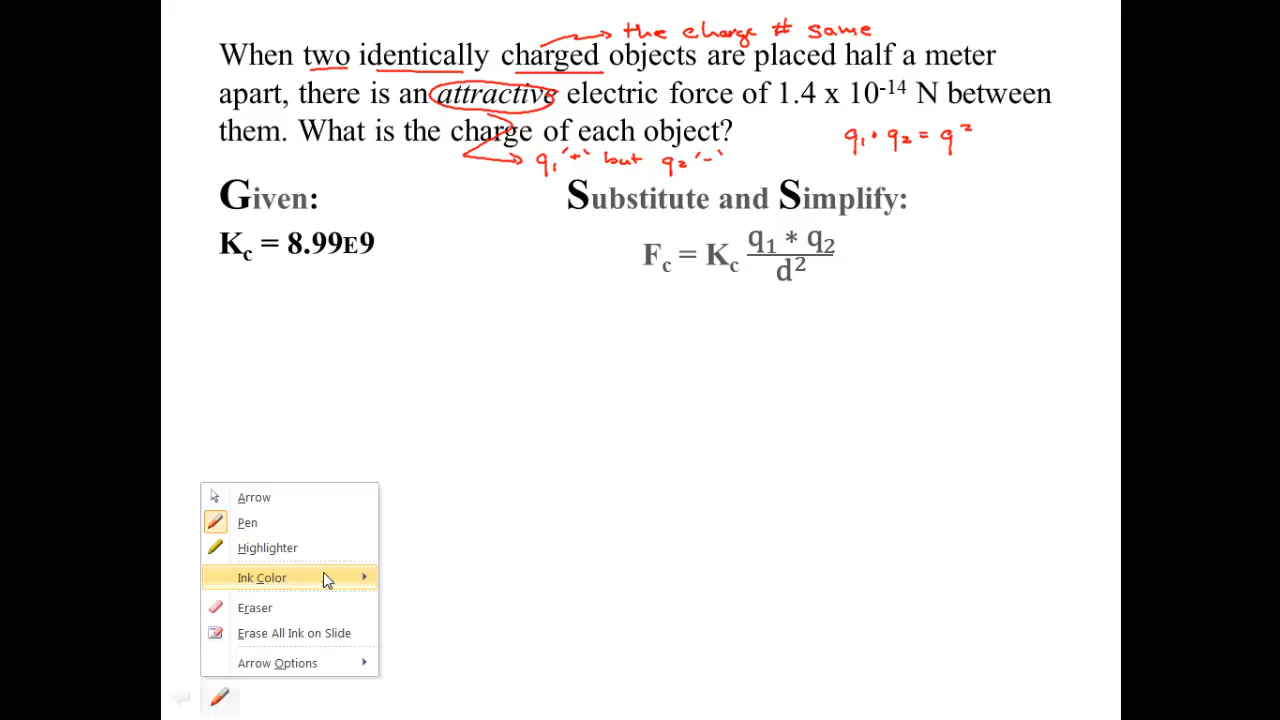 the charge # same
When two identically charged objects are placed half a meter
apart, there is an attractive electric force of 1.4 x 10⁻¹⁴ N between
them. What is the charge of each object?
q₁ · q₂ = q²
q₁ '+' but q₂ '-'
Given:
Substitute and Simplify:
K꜀ = 8.99E9
F꜀ = K꜀ q₁ * q₂
d²
Arrow
Pen
Highlighter
Ink Color
Eraser
Erase All Ink on Slide
Arrow Options